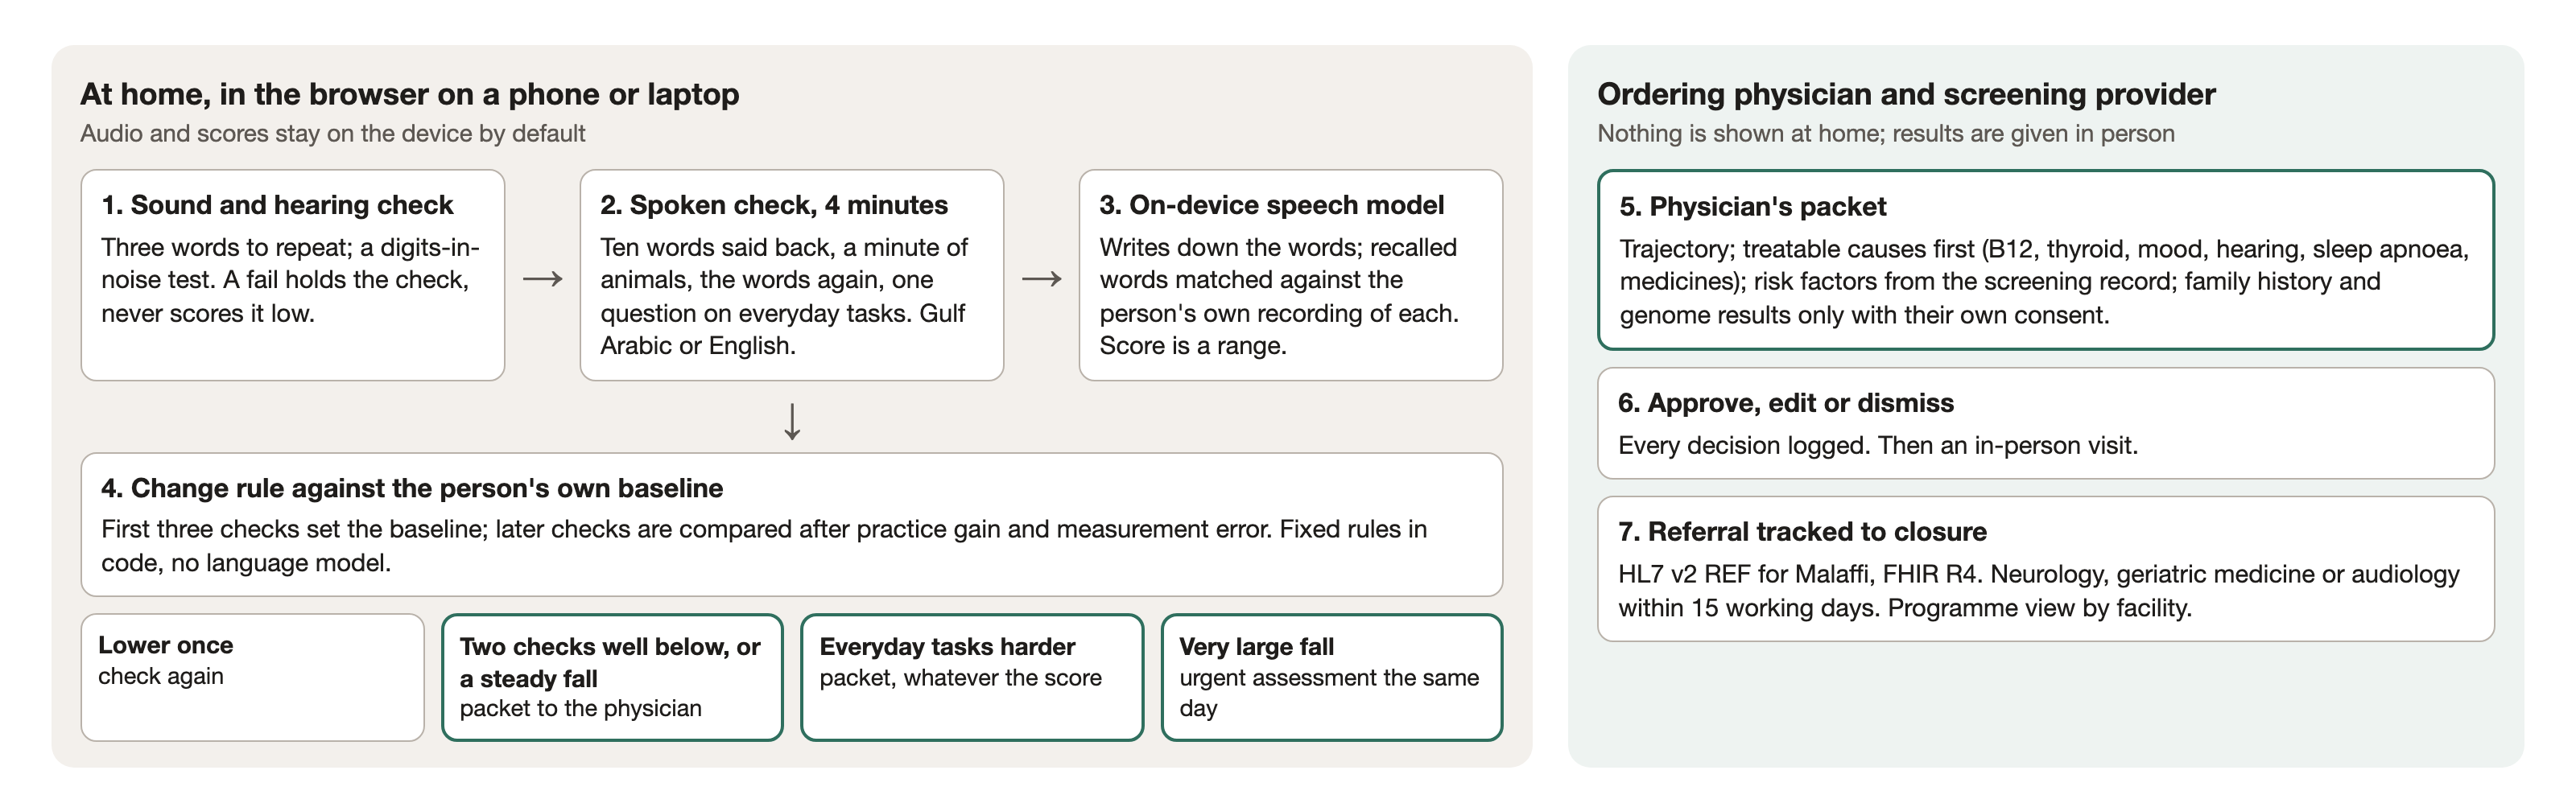 At home, in the browser on a phone or laptop
Audio and scores stay on the device by default
1. Sound and hearing check
Three words to repeat; a digits-in-
noise test. A fail holds the check,
never scores it low.
→
2. Spoken check, 4 minutes
Ten words said back, a minute of
animals, the words again, one
question on everyday tasks. Gulf
Arabic or English.
→
3. On-device speech model
Writes down the words; recalled
words matched against the
person's own recording of each.
Score is a range.
↓
4. Change rule against the person's own baseline
First three checks set the baseline; later checks are compared after practice gain and measurement error. Fixed rules in
code, no language model.
Lower once
check again
Two checks well below, or
a steady fall
packet to the physician
Everyday tasks harder
packet, whatever the score
Very large fall
urgent assessment the same
day
Ordering physician and screening provider
Nothing is shown at home; results are given in person
5. Physician's packet
Trajectory; treatable causes first (B12, thyroid, mood, hearing, sleep apnoea,
medicines); risk factors from the screening record; family history and
genome results only with their own consent.
6. Approve, edit or dismiss
Every decision logged. Then an in-person visit.
7. Referral tracked to closure
HL7 v2 REF for Malaffi, FHIR R4. Neurology, geriatric medicine or audiology
within 15 working days. Programme view by facility.